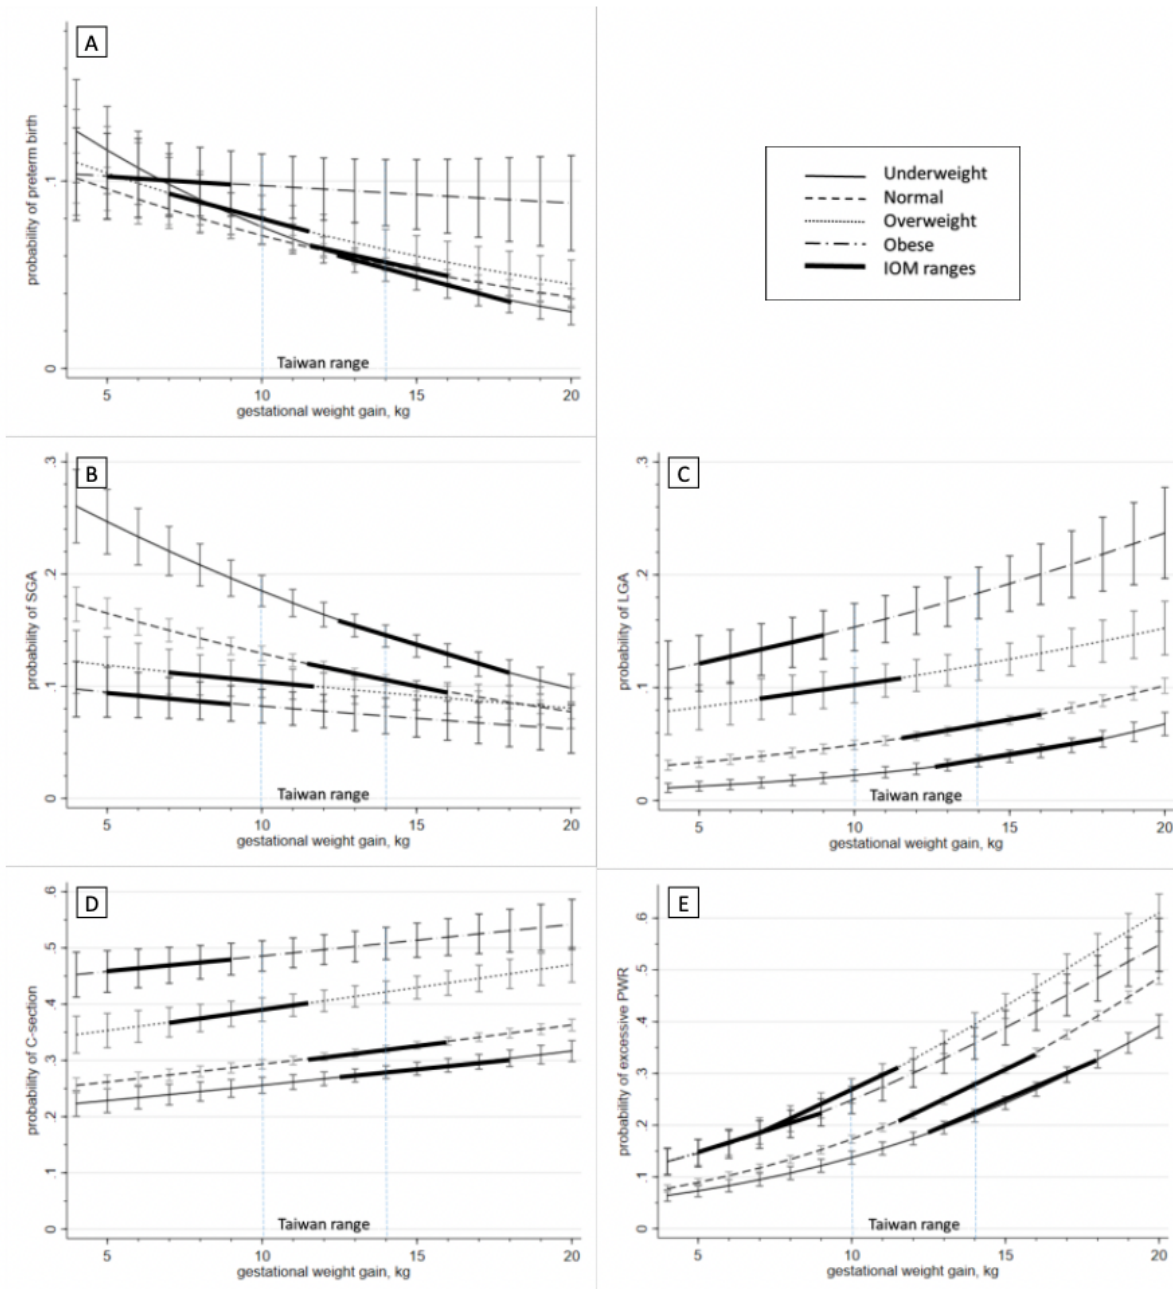 A
probability of preterm birth
.1
0
Taiwan range
5 10 15 20
gestational weight gain, kg
Underweight
Normal
Overweight
Obese
IOM ranges
B
probability of SGA
.3
.2
.1
0
Taiwan range
5 10 15 20
gestational weight gain, kg
C
probability of LGA
.3
.2
.1
0
Taiwan range
5 10 15 20
gestational weight gain, kg
D
probability of C-section
.6
.5
.4
.3
.2
.1
0
Taiwan range
5 10 15 20
gestational weight gain, kg
E
probability of excessive PWR
.6
.5
.4
.3
.2
.1
0
Taiwan range
5 10 15 20
gestational weight gain, kg